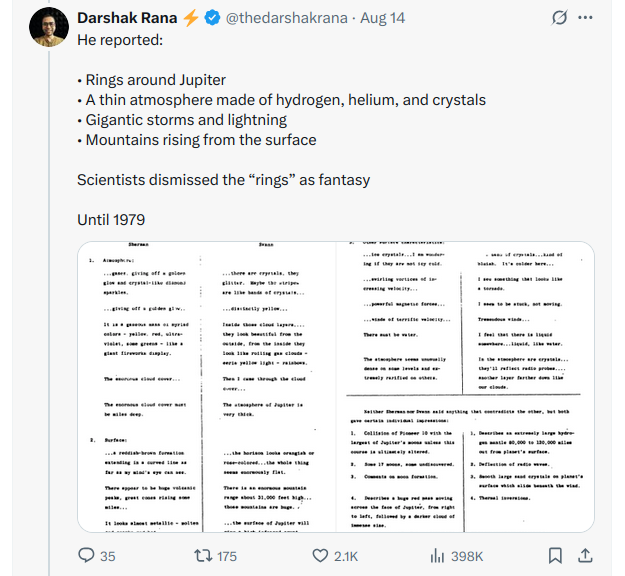 Darshak Rana ⚡ @thedarshakrana · Aug 14
He reported:
• Rings around Jupiter
• A thin atmosphere made of hydrogen, helium, and crystals
• Gigantic storms and lightning
• Mountains rising from the surface
Scientists dismissed the “rings” as fantasy
Until 1979
Sherman
Swann
1. Atmosphere:
...gases, giving off a golden
glow and crystal-like diamond
sparkles.
...giving off a golden glow..
It is a gaseous mass of myriad
colors - yellow, red, ultra-
violet, some greens - like a
giant fireworks display.
The enormous cloud cover...
The enormous cloud cover must
be miles deep.
2. Surface:
...a reddish-brown formation
extending in a curved line as
far as my mind's eye can see.
There appear to be huge volcanic
peaks, great cones rising some
miles...
It looks almost metallic - molten
...there are crystals, they
glitter. Maybe the stripes
are like bands of crystals...
...distinctly yellow...
Inside those cloud layers....
they look beautiful from the
outside, from the inside they
look like rolling gas clouds -
eerie yellow light - rainbows.
Then I came through the cloud
cover...
The atmosphere of Jupiter is
very thick.
...the horizon looks orangish or
rose-colored...the whole thing
seems enormously flat.
There is an enormous mountain
range about 31,000 feet high...
those mountains are huge.
...the surface of Jupiter will
...ice crystals...I am wonder-
ing if they are not icy cold.
...swirling vortices of in-
creasing velocity...
...powerful magnetic forces...
...winds of terrific velocity...
There must be water.
The atmosphere seems unusually
dense on some levels and ex-
tremely rarified on others.
of crystals...kind of
bluish. It's colder here...
I see something that looks like
a tornado.
I seem to be stuck, not moving.
Tremendous winds...
I feel that there is liquid
somewhere...liquid, like water.
In the atmosphere are crystals...
they'll reflect radio probes....
another layer farther down like
our clouds.
Neither Sherman nor Swann said anything that contradicts the other, but both
gave certain individual impressions:
1. Collision of Pioneer 10 with the
largest of Jupiter's moons unless this
course is ultimately altered.
2. Some 17 moons, some undiscovered.
3. Comments on moon formation.
4. Describes a huge red mass moving
across the face of Jupiter, from right
to left, followed by a darker cloud of
immense size.
1. Describes an extremely large hydro-
gen mantle 80,000 to 120,000 miles
out from planet's surface.
2. Deflection of radio waves.
3. Smooth large sand crystals on planet's
surface which slide beneath the wind.
4. Thermal inversions.
35
175
2.1K
398K